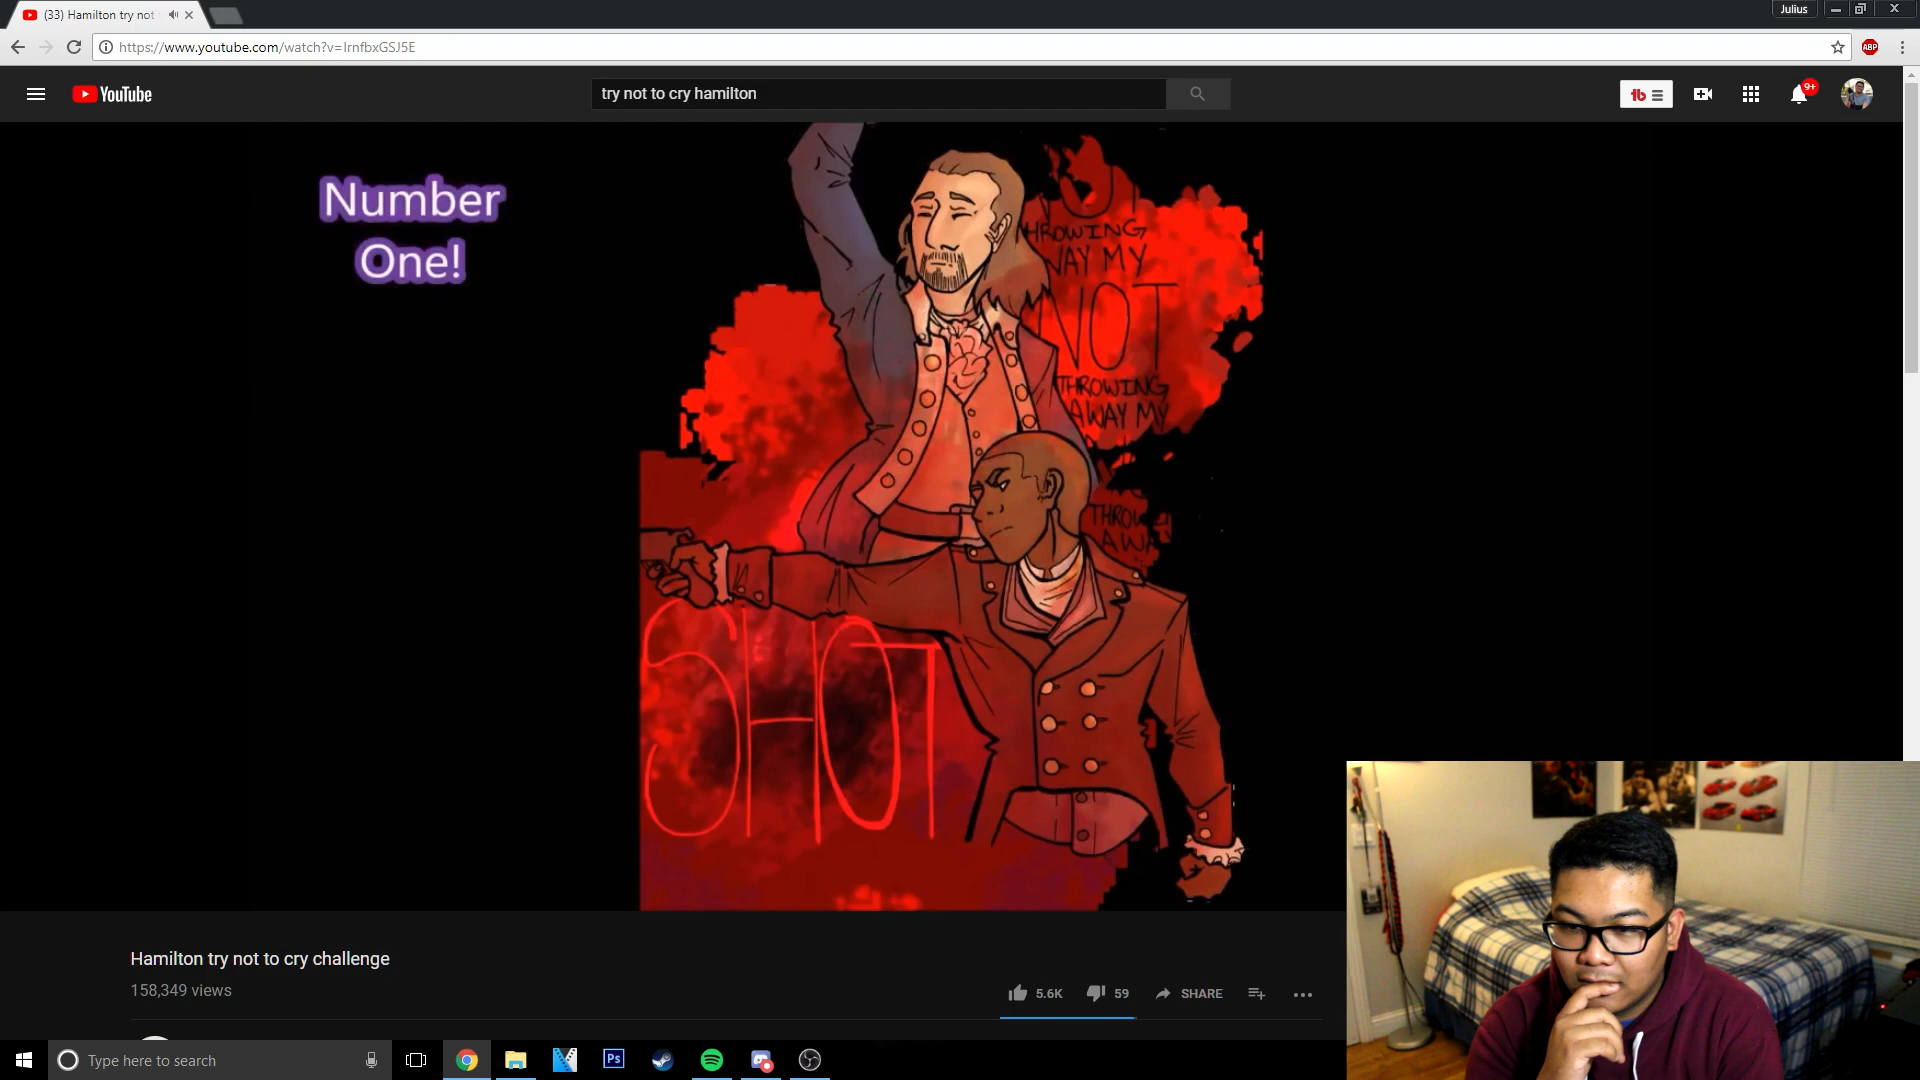 (33) Hamilton try not
Julius
https://www.youtube.com/watch?v=IrnfbxGSJ5E
ABP
YouTube
try not to cry hamilton
9+
Number
One!
THROWING
AWAY MY
NOT
THROWING
AWAY MY
SHOT
Hamilton try not to cry challenge
158,349 views
5.6K
59
SHARE
Type here to search
Ps